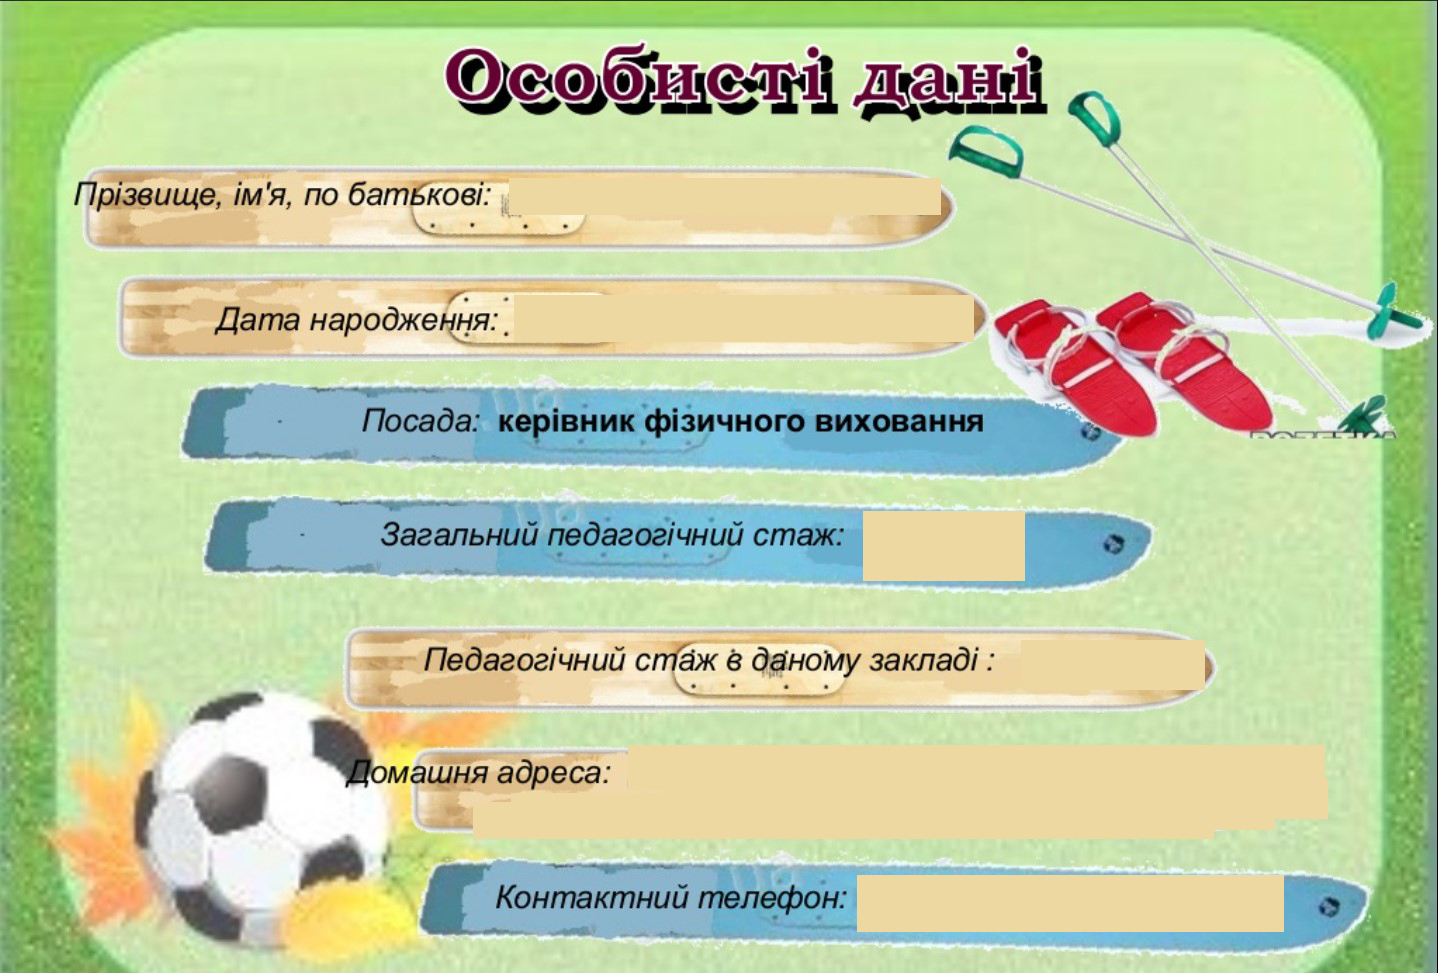 Особисті дані
Прізвище, ім'я, по батькові:
Дата народження:
Посада: керівник фізичного виховання
Загальний педагогічний стаж:
Педагогічний стаж в даному закладі :
Домашня адреса:
Контактний телефон: